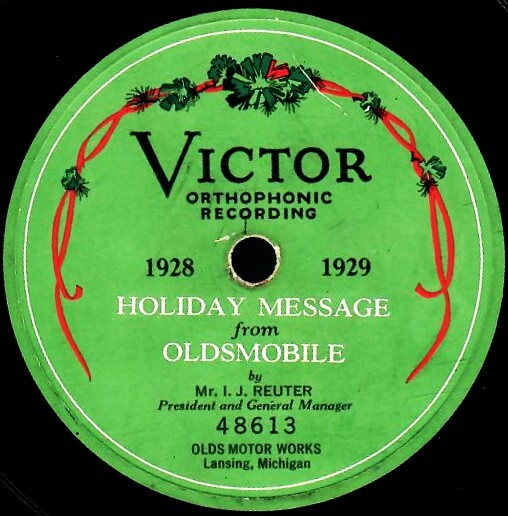 VICTOR
ORTHOPHONIC
RECORDING
1928 1929
HOLIDAY MESSAGE
from
OLDSMOBILE
by
Mr. I. J. REUTER
President and General Manager
48613
OLDS MOTOR WORKS
Lansing, Michigan